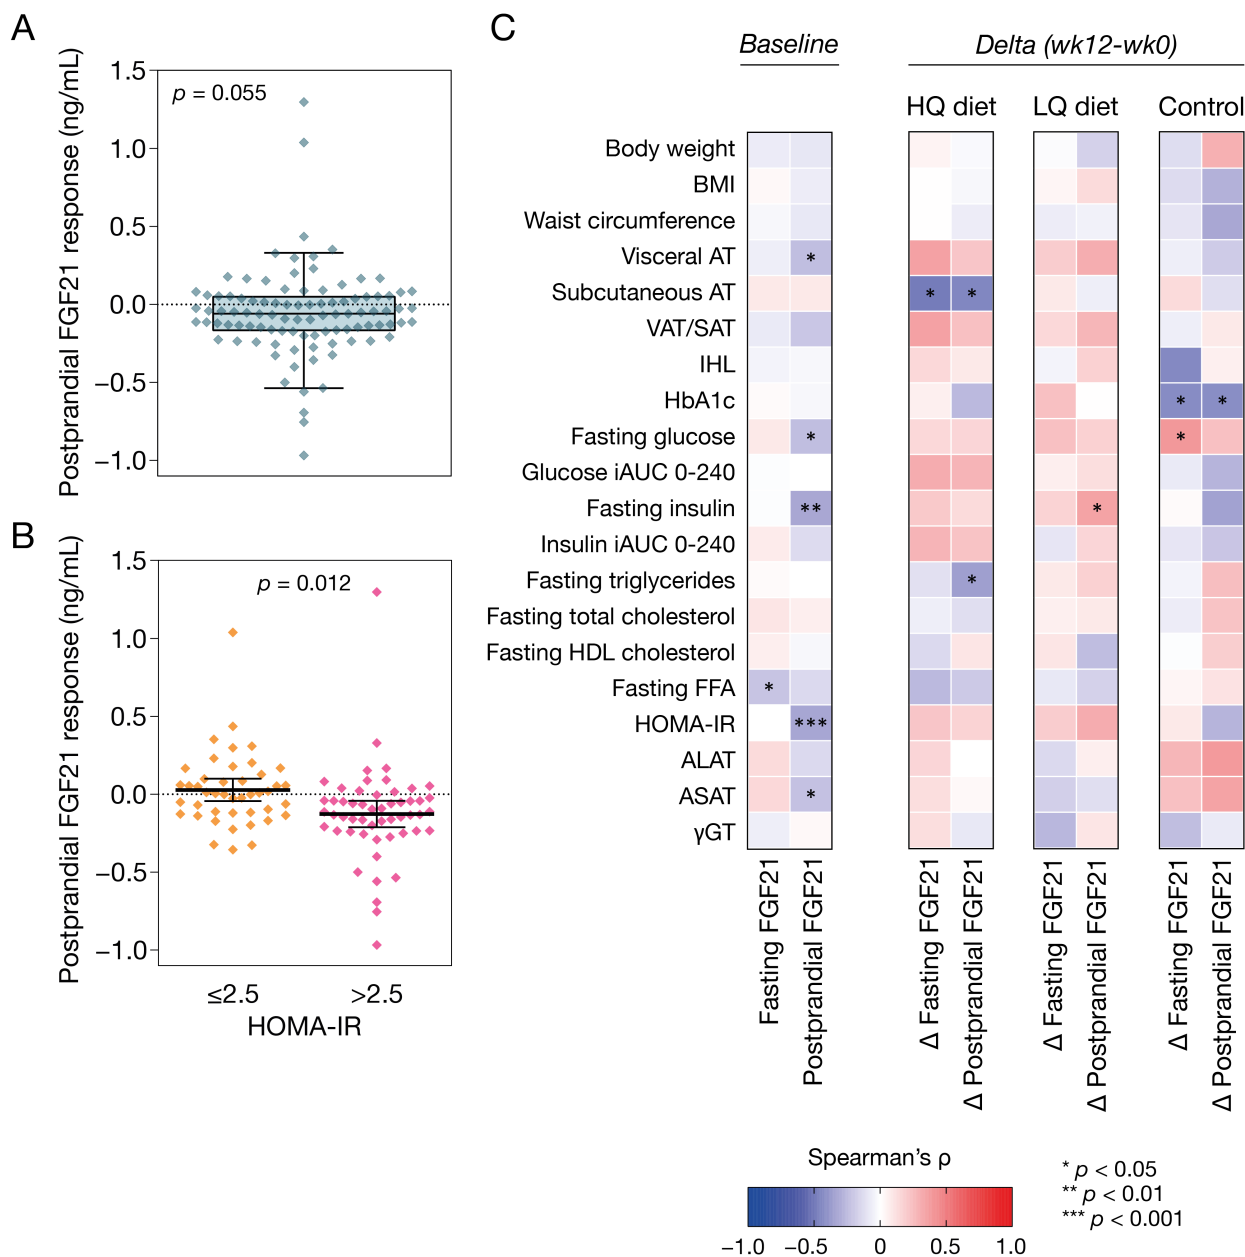 A
Postprandial FGF21 response (ng/mL)
1.5
1.0
0.5
0.0
−0.5
−1.0
p = 0.055
B
Postprandial FGF21 response (ng/mL)
1.5
1.0
0.5
0.0
−0.5
−1.0
p = 0.012
≤2.5 >2.5
HOMA-IR
C
Baseline Delta (wk12-wk0)
HQ diet LQ diet Control
Body weight
BMI
Waist circumference
Visceral AT *
Subcutaneous AT * *
VAT/SAT
IHL
HbA1c * *
Fasting glucose * *
Glucose iAUC 0-240
Fasting insulin ** *
Insulin iAUC 0-240
Fasting triglycerides *
Fasting total cholesterol
Fasting HDL cholesterol
Fasting FFA *
HOMA-IR ***
ALAT
ASAT *
γGT
Fasting FGF21
Postprandial FGF21
Δ Fasting FGF21
Δ Postprandial FGF21
Δ Fasting FGF21
Δ Postprandial FGF21
Δ Fasting FGF21
Δ Postprandial FGF21
Spearman's ρ
−1.0 −0.5 0 0.5 1.0
* p < 0.05
** p < 0.01
*** p < 0.001